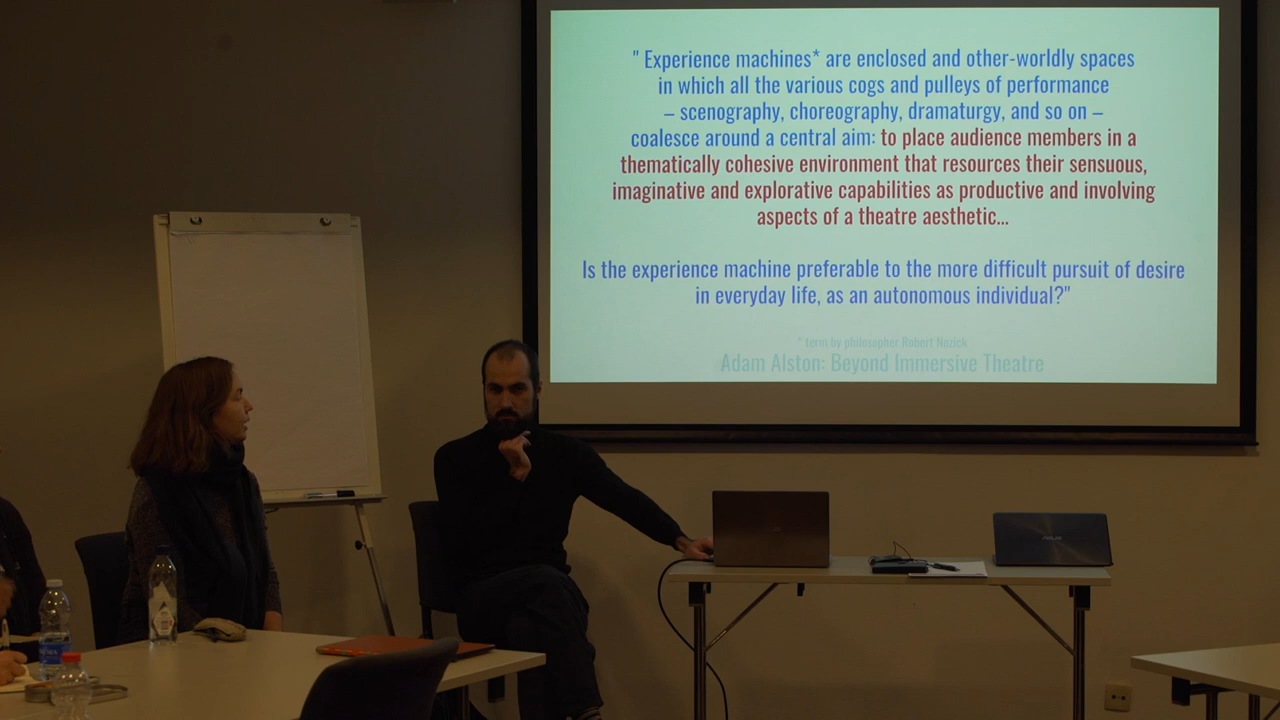 " Experience machines* are enclosed and other-worldly spaces
in which all the various cogs and pulleys of performance
– scenography, choreography, dramaturgy, and so on –
coalesce around a central aim: to place audience members in a
thematically cohesive environment that resources their sensuous,
imaginative and explorative capabilities as productive and involving
aspects of a theatre aesthetic...
Is the experience machine preferable to the more difficult pursuit of desire
in everyday life, as an autonomous individual?"
* term by philosopher Robert Nozick
Adam Alston: Beyond Immersive Theatre
ASUS